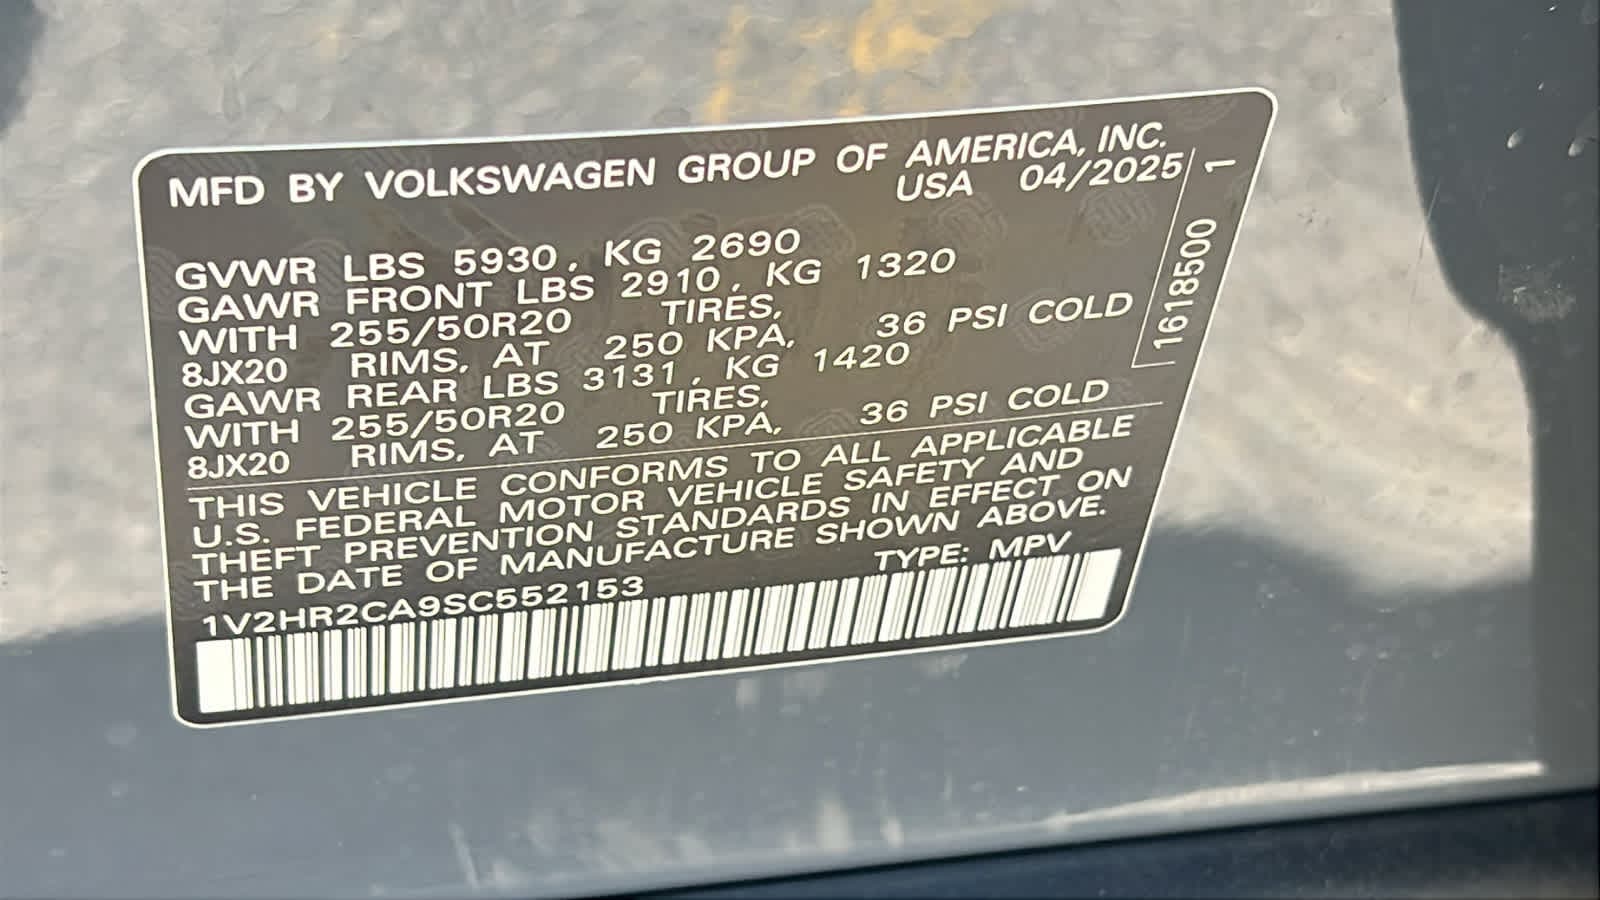 MFD BY VOLKSWAGEN GROUP OF AMERICA, INC.
USA 04/2025
GVWR LBS 5930, KG 2690
GAWR FRONT LBS 2910, KG 1320
WITH 255/50R20 TIRES,
8JX20 RIMS, AT 250 KPA, 36 PSI COLD
GAWR REAR LBS 3131, KG 1420
WITH 255/50R20 TIRES,
8JX20 RIMS, AT 250 KPA, 36 PSI COLD
THIS VEHICLE CONFORMS TO ALL APPLICABLE
U.S. FEDERAL MOTOR VEHICLE SAFETY AND
THEFT PREVENTION STANDARDS IN EFFECT ON
THE DATE OF MANUFACTURE SHOWN ABOVE.
1V2HR2CA9SC552153 TYPE: MPV
1618500 1